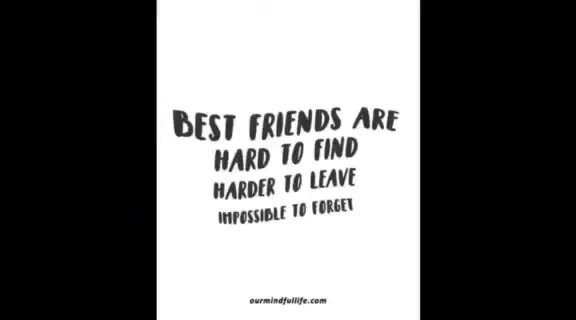 BEST FRIENDS ARE
HARD TO FIND
HARDER TO LEAVE
IMPOSSIBLE TO FORGET
ourmindfullife.com